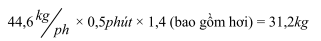 44,6 kg/ph × 0,5phút × 1,4 (bao gồm hơi) = 31,2kg